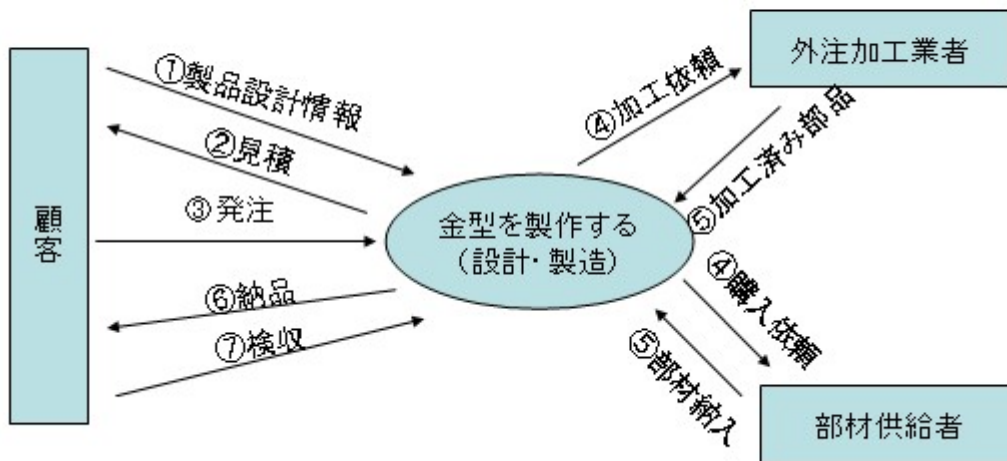 顧客
①製品設計情報
②見積
③発注
⑥納品
⑦検収
金型を製作する
（設計・製造）
④加工依頼
⑤加工済み部品
外注加工業者
④購入依頼
⑤部材納入
部材供給者